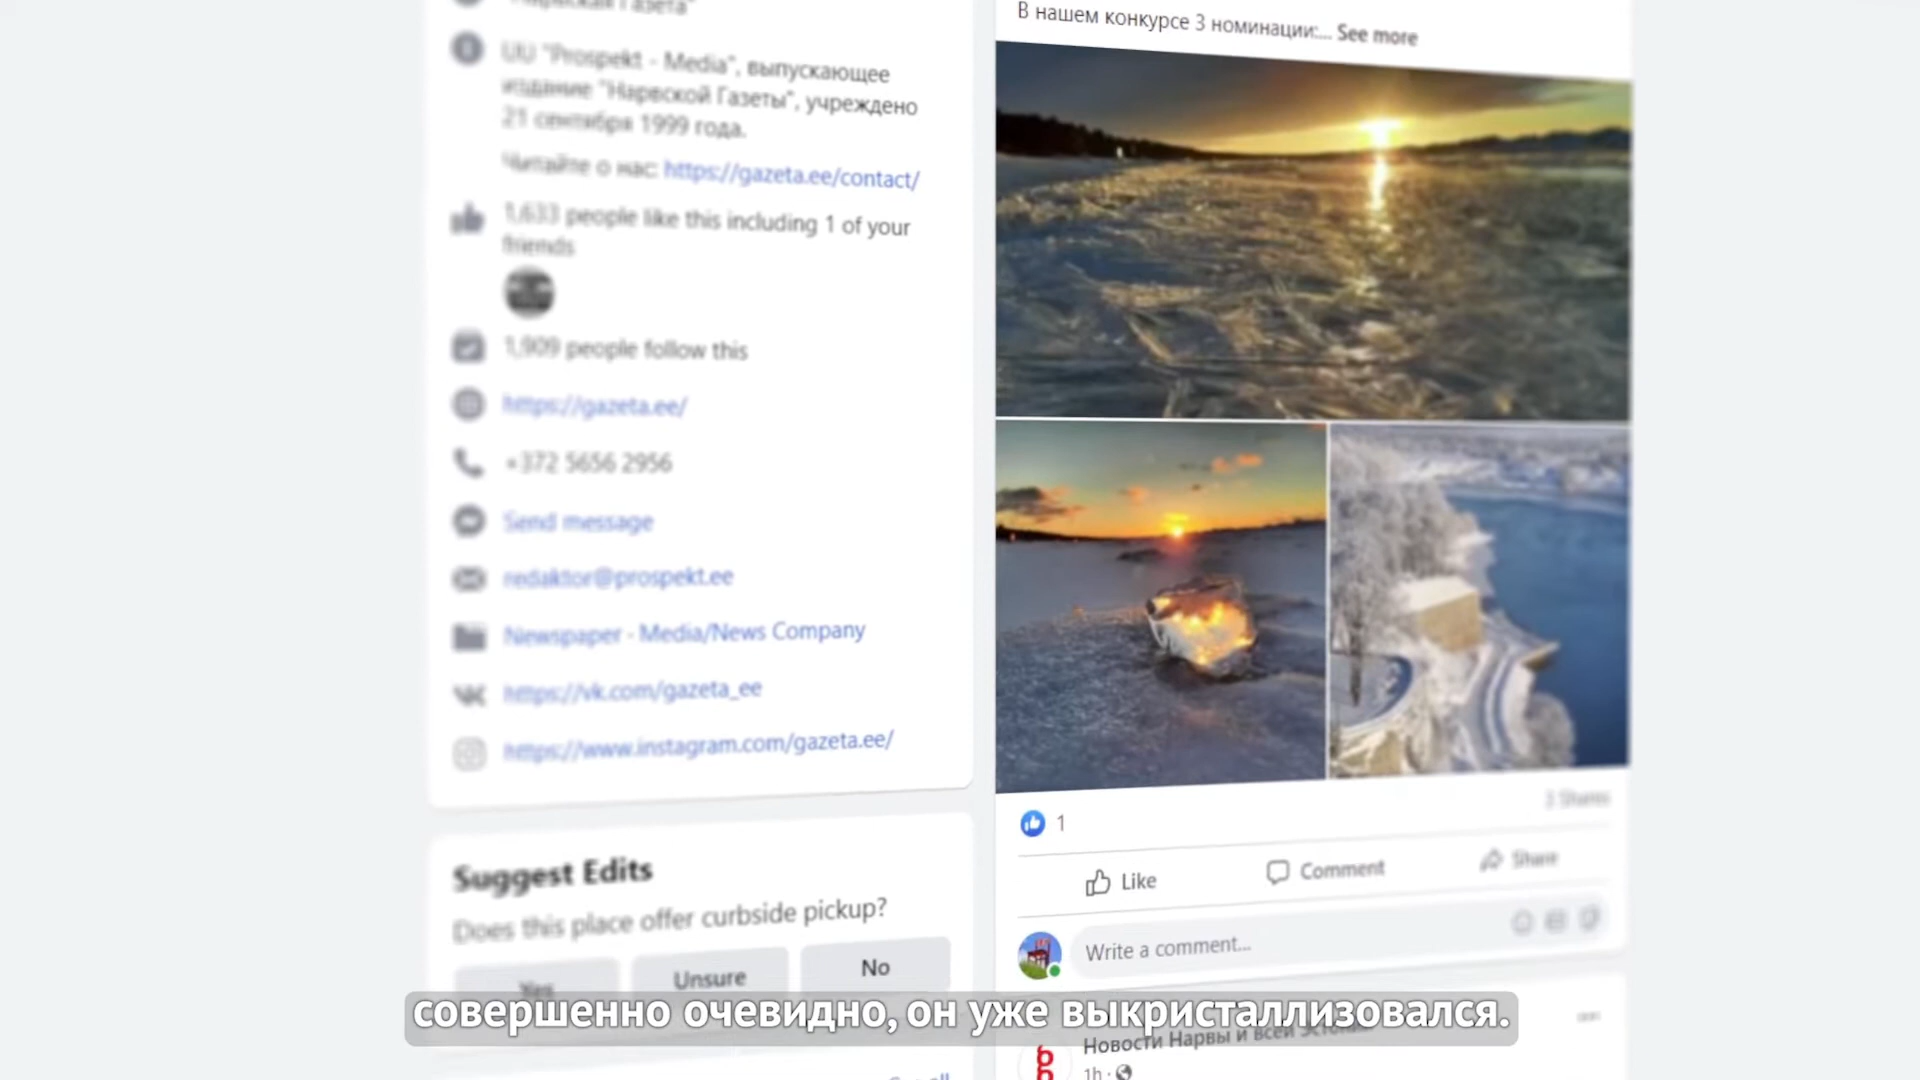 "Нарвская Газета"
"Prospekt - Media", выпускающее
издание "Нарвской Газеты", учреждено
21 сентября 1999 года.
Читайте о нас: https://gazeta.ee/contact/
1,633 people like this including 1 of your
friends
1,909 people follow this
https://gazeta.ee/
+372 5656 2956
Send message
redaktor@prospekt.ee
Newspaper · Media/News Company
https://vk.com/gazeta_ee
https://www.instagram.com/gazeta.ee/
Suggest Edits
Does this place offer curbside pickup?
Yes
Unsure
No
В нашем конкурсе 3 номинации:... See more
1
3 Shares
Like
Comment
Share
Write a comment...
Новости Нарвы и всей
1h ·
совершенно очевидно, он уже выкристаллизовался.